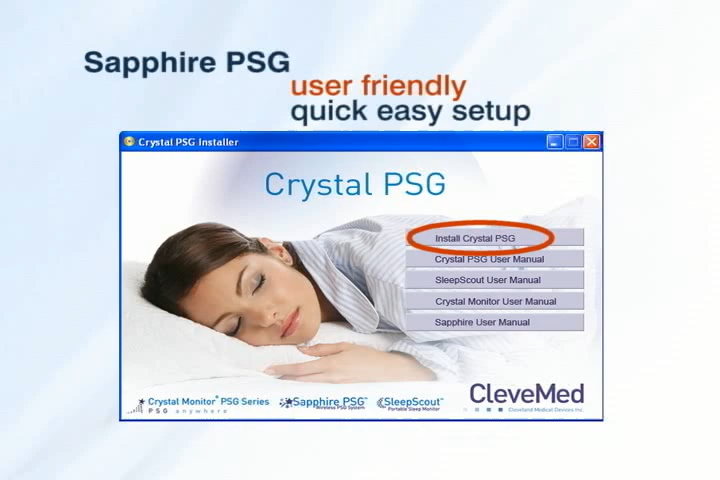 Sapphire PSG
user friendly
quick easy setup
Crystal PSG Installer
Crystal PSG
Install Crystal PSG
Crystal PSG User Manual
SleepScout User Manual
Crystal Monitor User Manual
Sapphire User Manual
Crystal Monitor® PSG Series
PSG anywhere
Sapphire PSG™
Wireless PSG System
SleepScout™
Portable Sleep Monitor
CleveMed
Cleveland Medical Devices Inc.